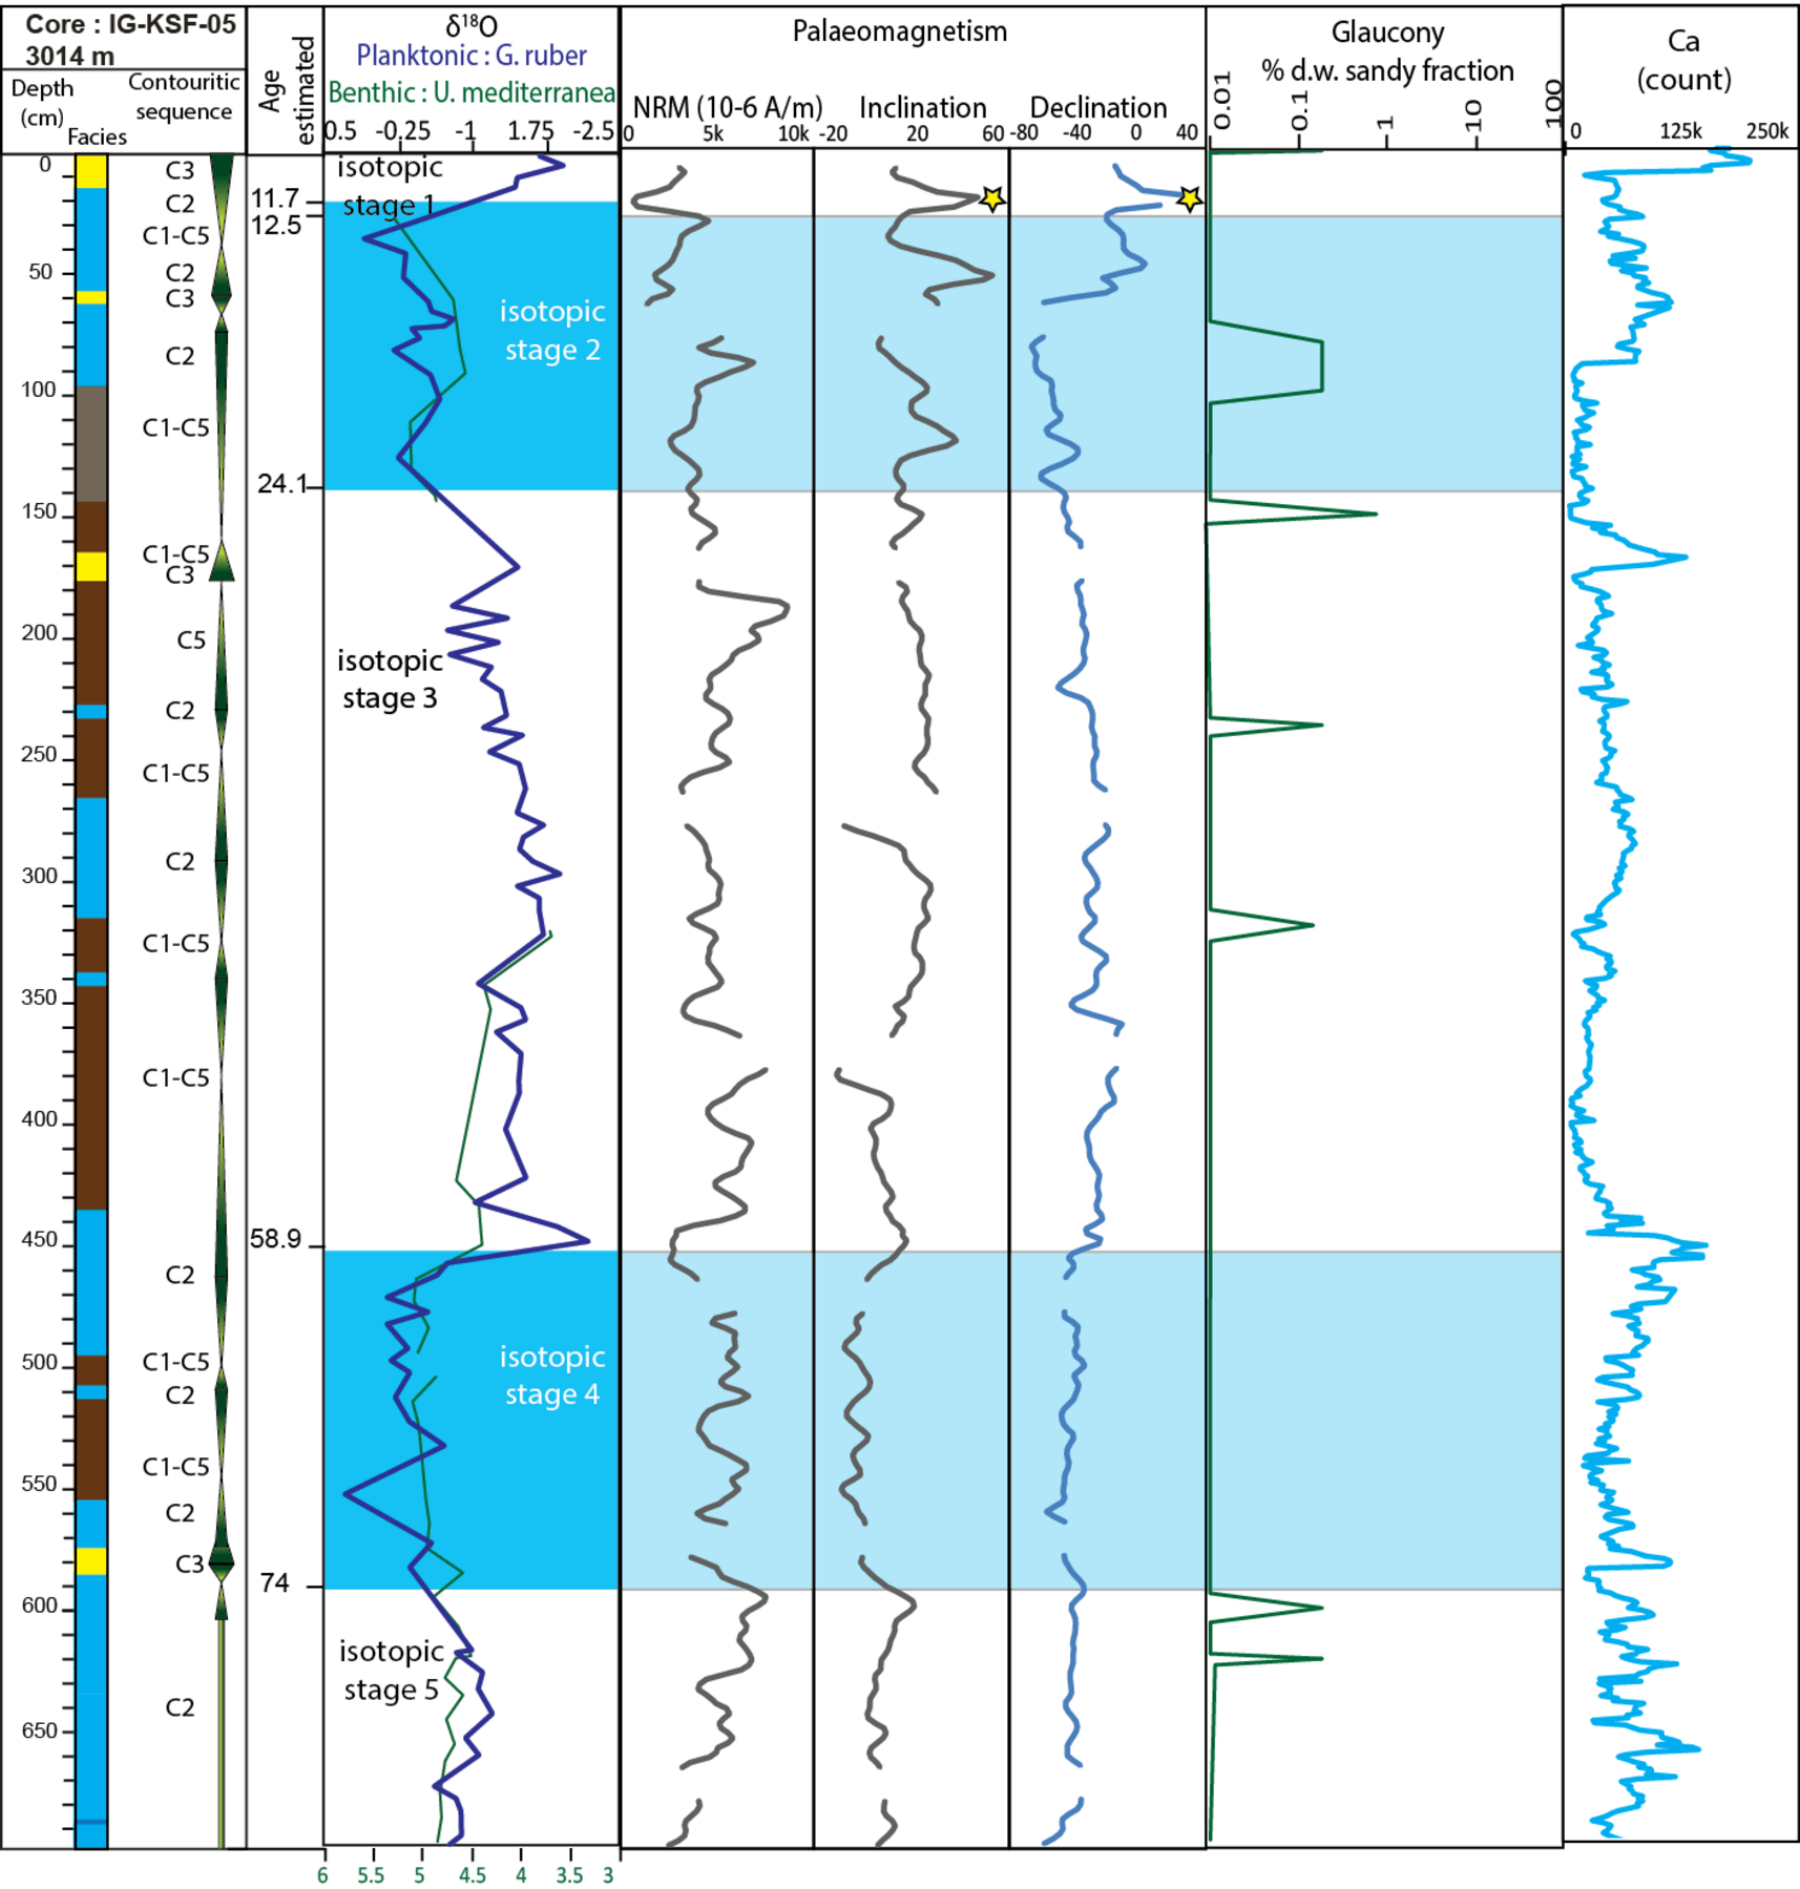 Core : IG-KSF-05
3014 m
Depth
(cm)
Facies
Contouritic
sequence
Age
estimated
δ¹⁸O
Planktonic : G. ruber
Benthic : U. mediterranea
0.5 -0.25 -1 1.75 -2.5
Palaeomagnetism
NRM (10-6 A/m) Inclination Declination
0 5k 10k -20 20 60 -80 -40 0 40
Glaucony
% d.w. sandy fraction
0.01 0.1 1 10 100
Ca
(count)
0 125k 250k
0
50
100
150
200
250
300
350
400
450
500
550
600
650
C3
C2
C1-C5
C2
C3
C2
C1-C5
C1-C5
C3
C5
C2
C1-C5
C2
C1-C5
C1-C5
C2
C1-C5
C2
C1-C5
C2
C3
C2
11.7
12.5
24.1
58.9
74
isotopic
stage 1
isotopic
stage 2
isotopic
stage 3
isotopic
stage 4
isotopic
stage 5
6 5.5 5 4.5 4 3.5 3